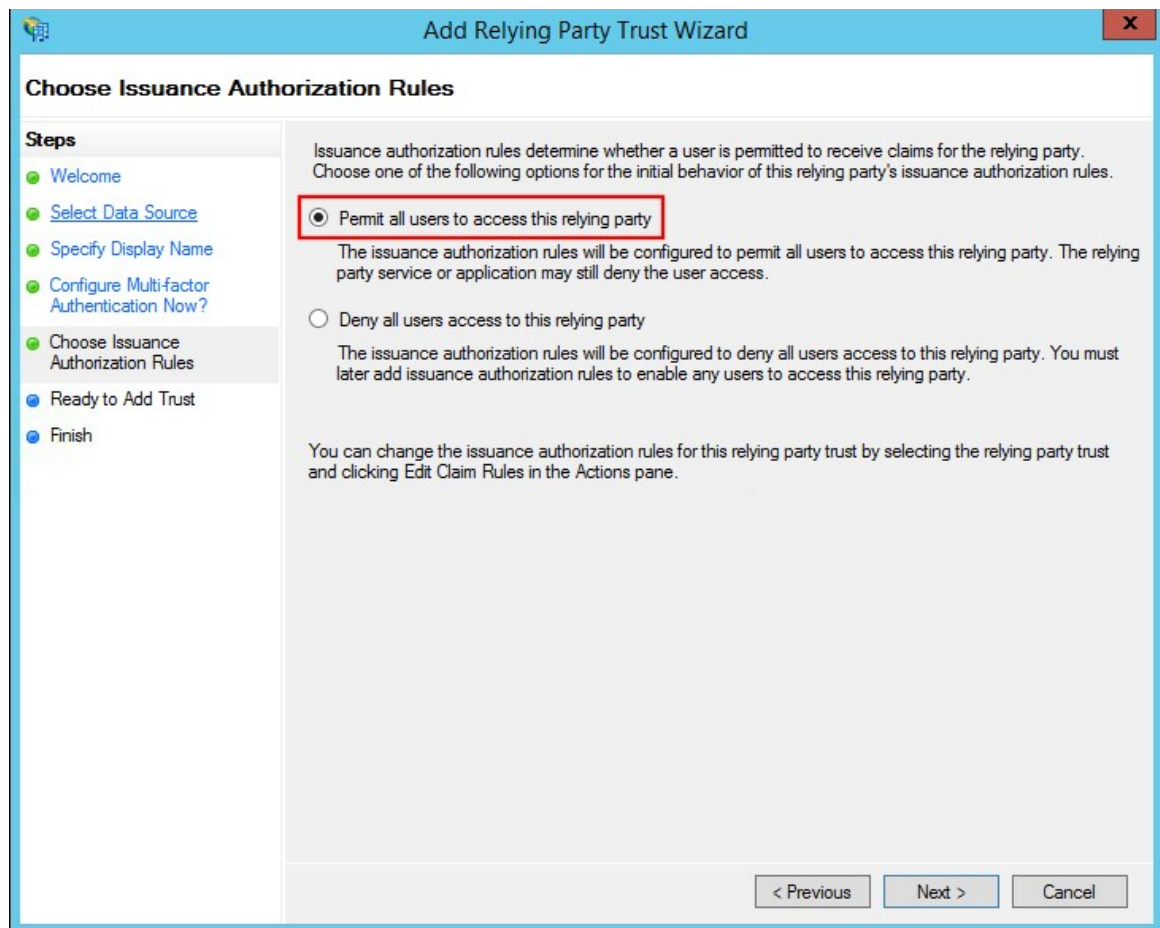 Add Relying Party Trust Wizard
X
Choose Issuance Authorization Rules
Steps
Welcome
Select Data Source
Specify Display Name
Configure Multi-factor
Authentication Now?
Choose Issuance
Authorization Rules
Ready to Add Trust
Finish
Issuance authorization rules determine whether a user is permitted to receive claims for the relying party.
Choose one of the following options for the initial behavior of this relying party's issuance authorization rules.
Permit all users to access this relying party
The issuance authorization rules will be configured to permit all users to access this relying party. The relying
party service or application may still deny the user access.
Deny all users access to this relying party
The issuance authorization rules will be configured to deny all users access to this relying party. You must
later add issuance authorization rules to enable any users to access this relying party.
You can change the issuance authorization rules for this relying party trust by selecting the relying party trust
and clicking Edit Claim Rules in the Actions pane.
< Previous
Next >
Cancel